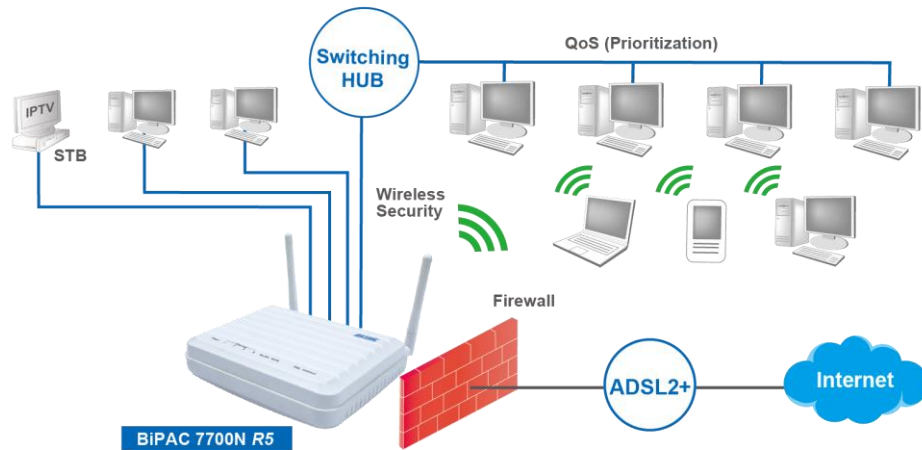 QoS (Prioritization)
Switching
HUB
IPTV
STB
Wireless
Security
Firewall
ADSL2+
Internet
BiPAC 7700N R5